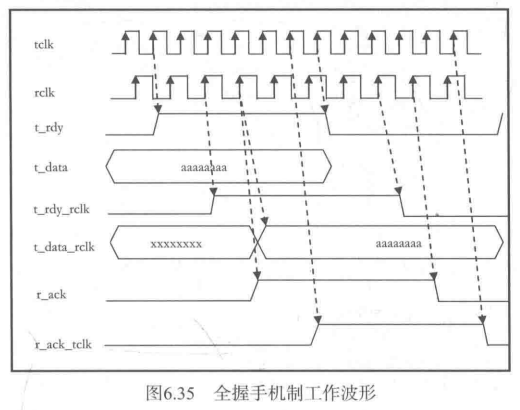 tclk
rclk
t_rdy
t_data aaaaaaaa
t_rdy_rclk
t_data_rclk xxxxxxxx aaaaaaaa
r_ack
r_ack_tclk
图6.35 全握手机制工作波形